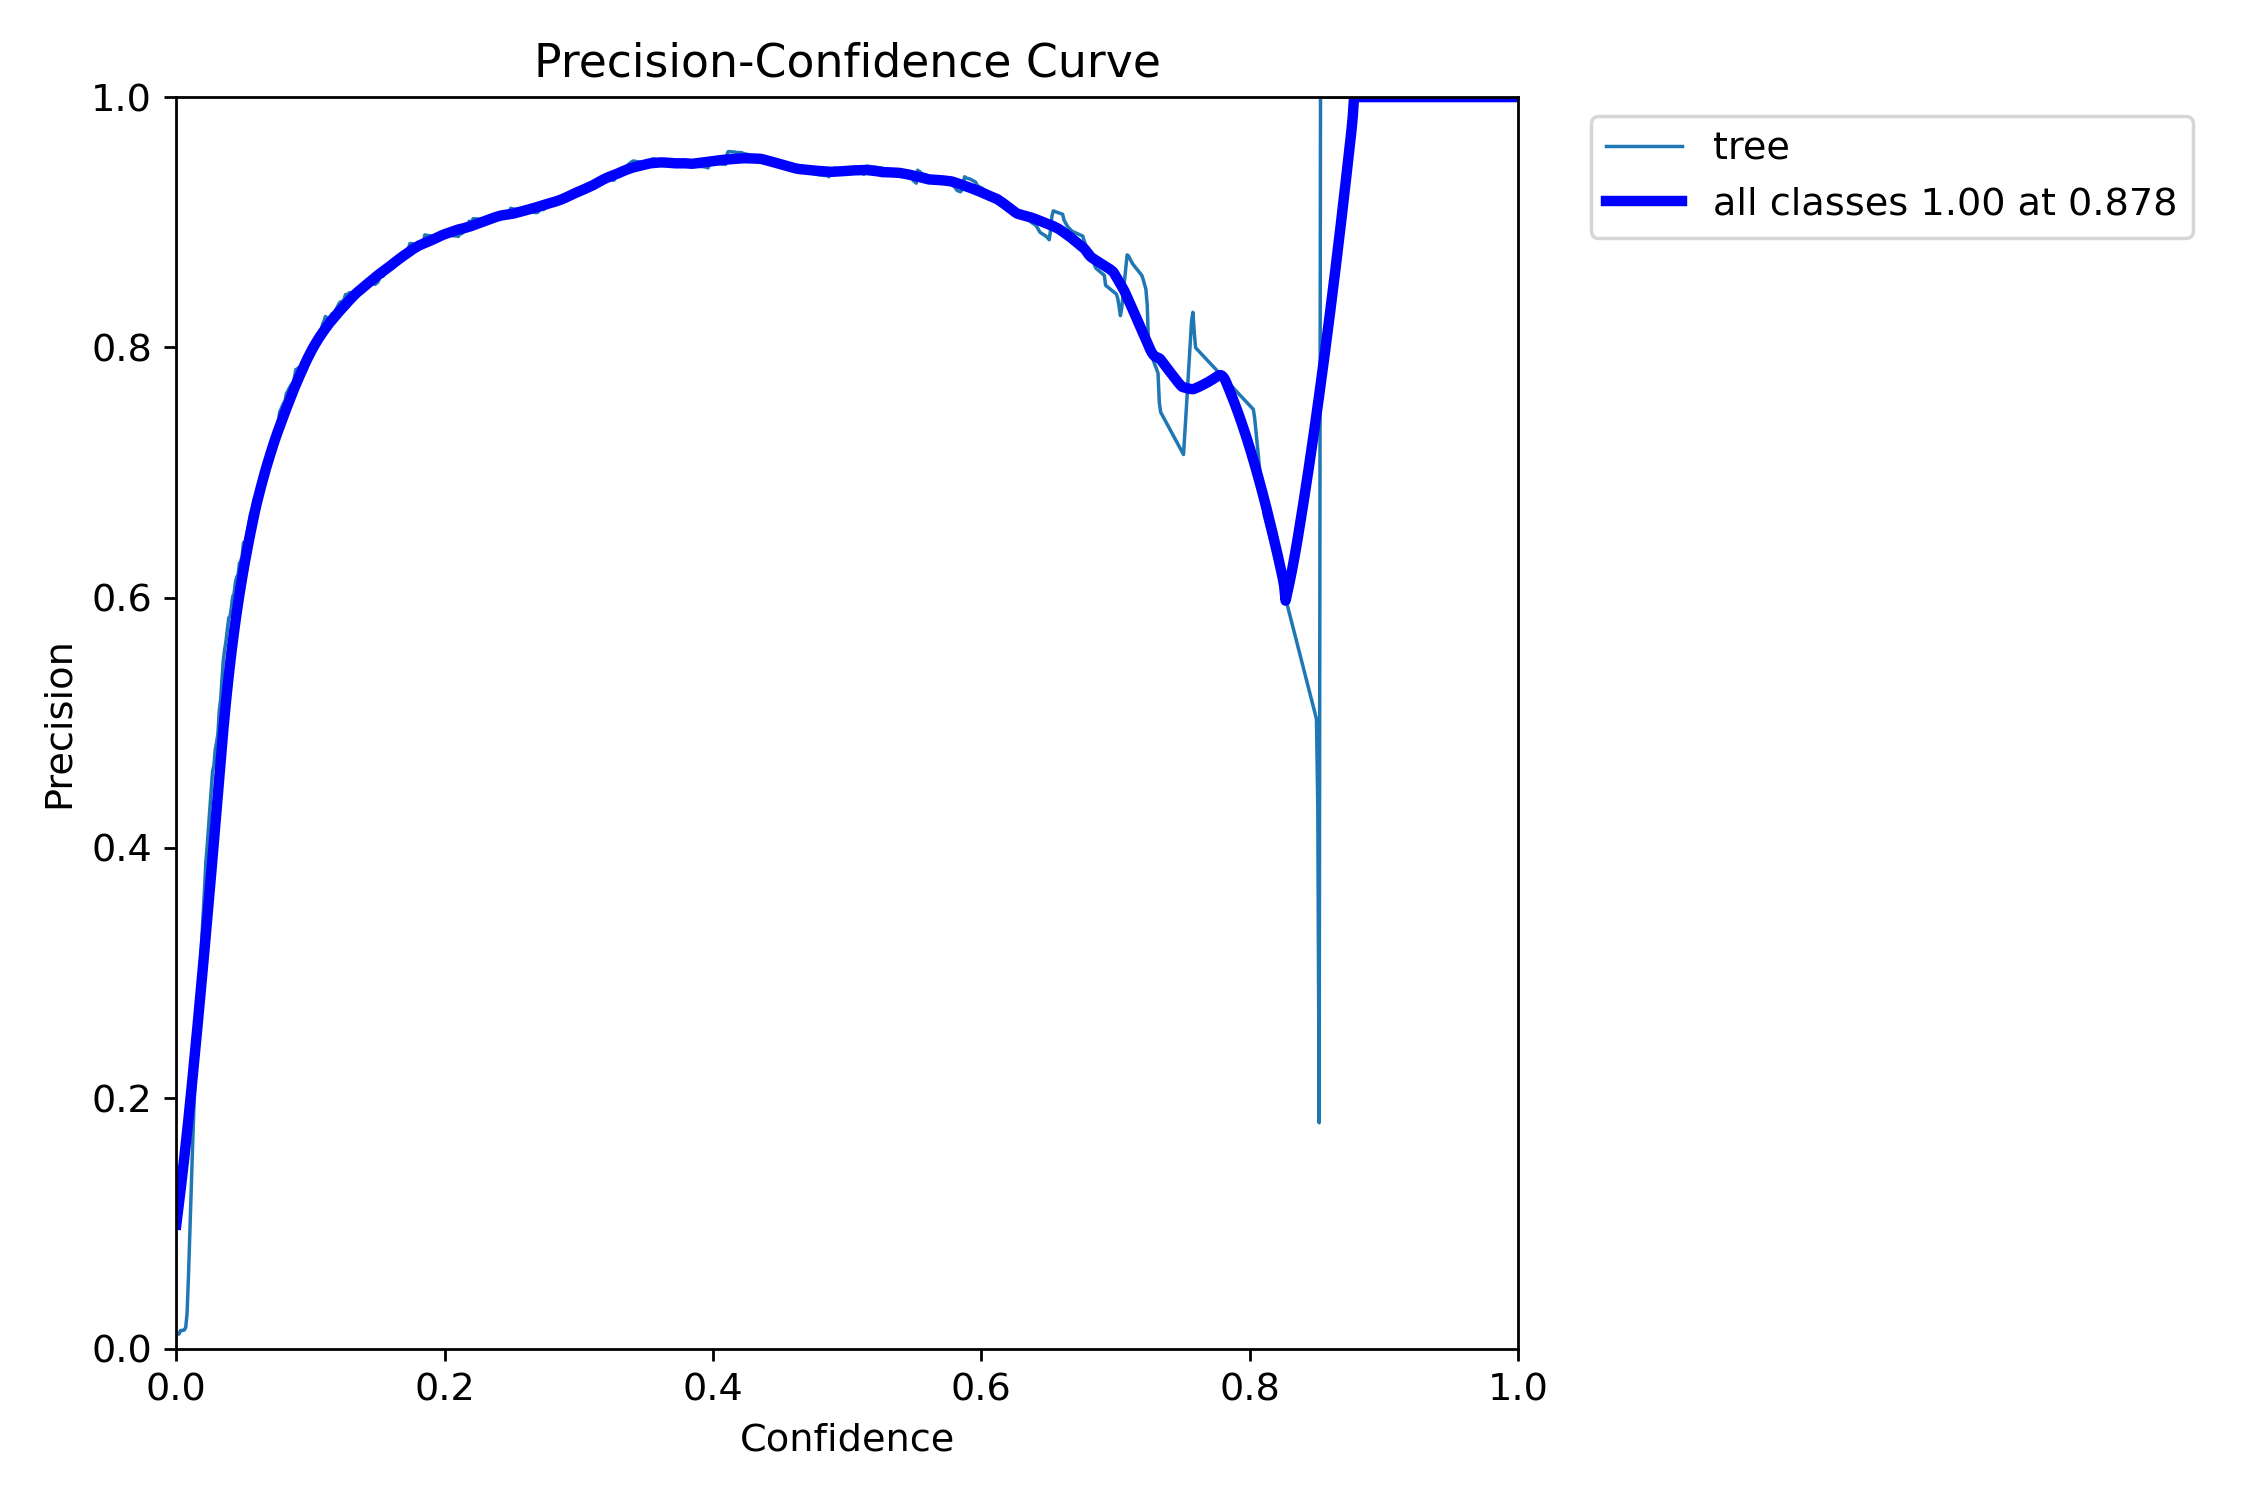 Precision-Confidence Curve
1.0
0.8
0.6
0.4
0.2
0.0
Precision
0.0 0.2 0.4 0.6 0.8 1.0
Confidence
tree
all classes 1.00 at 0.878